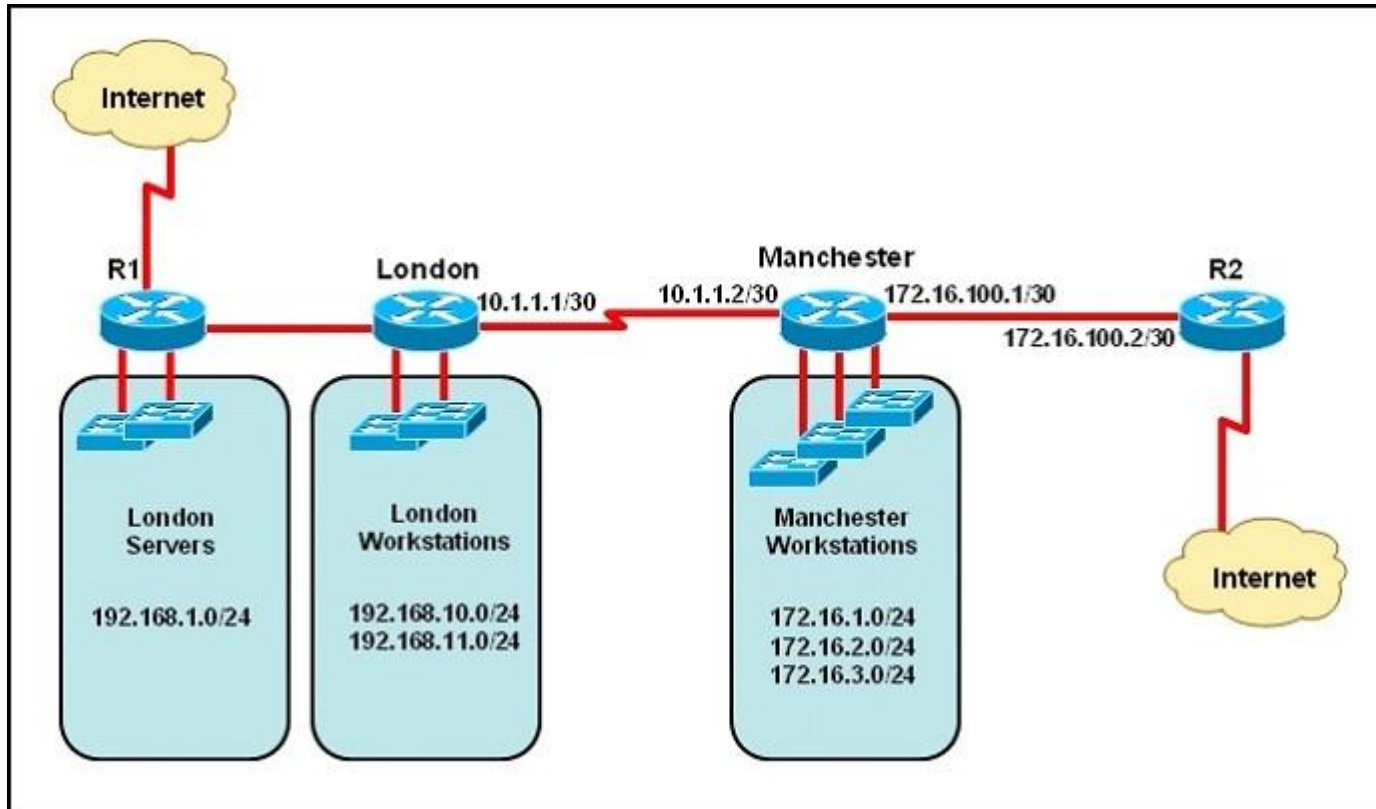 Internet
R1
London
Manchester
R2
10.1.1.1/30
10.1.1.2/30
172.16.100.1/30
172.16.100.2/30
London
Servers
192.168.1.0/24
London
Workstations
192.168.10.0/24
192.168.11.0/24
Manchester
Workstations
172.16.1.0/24
172.16.2.0/24
172.16.3.0/24
Internet